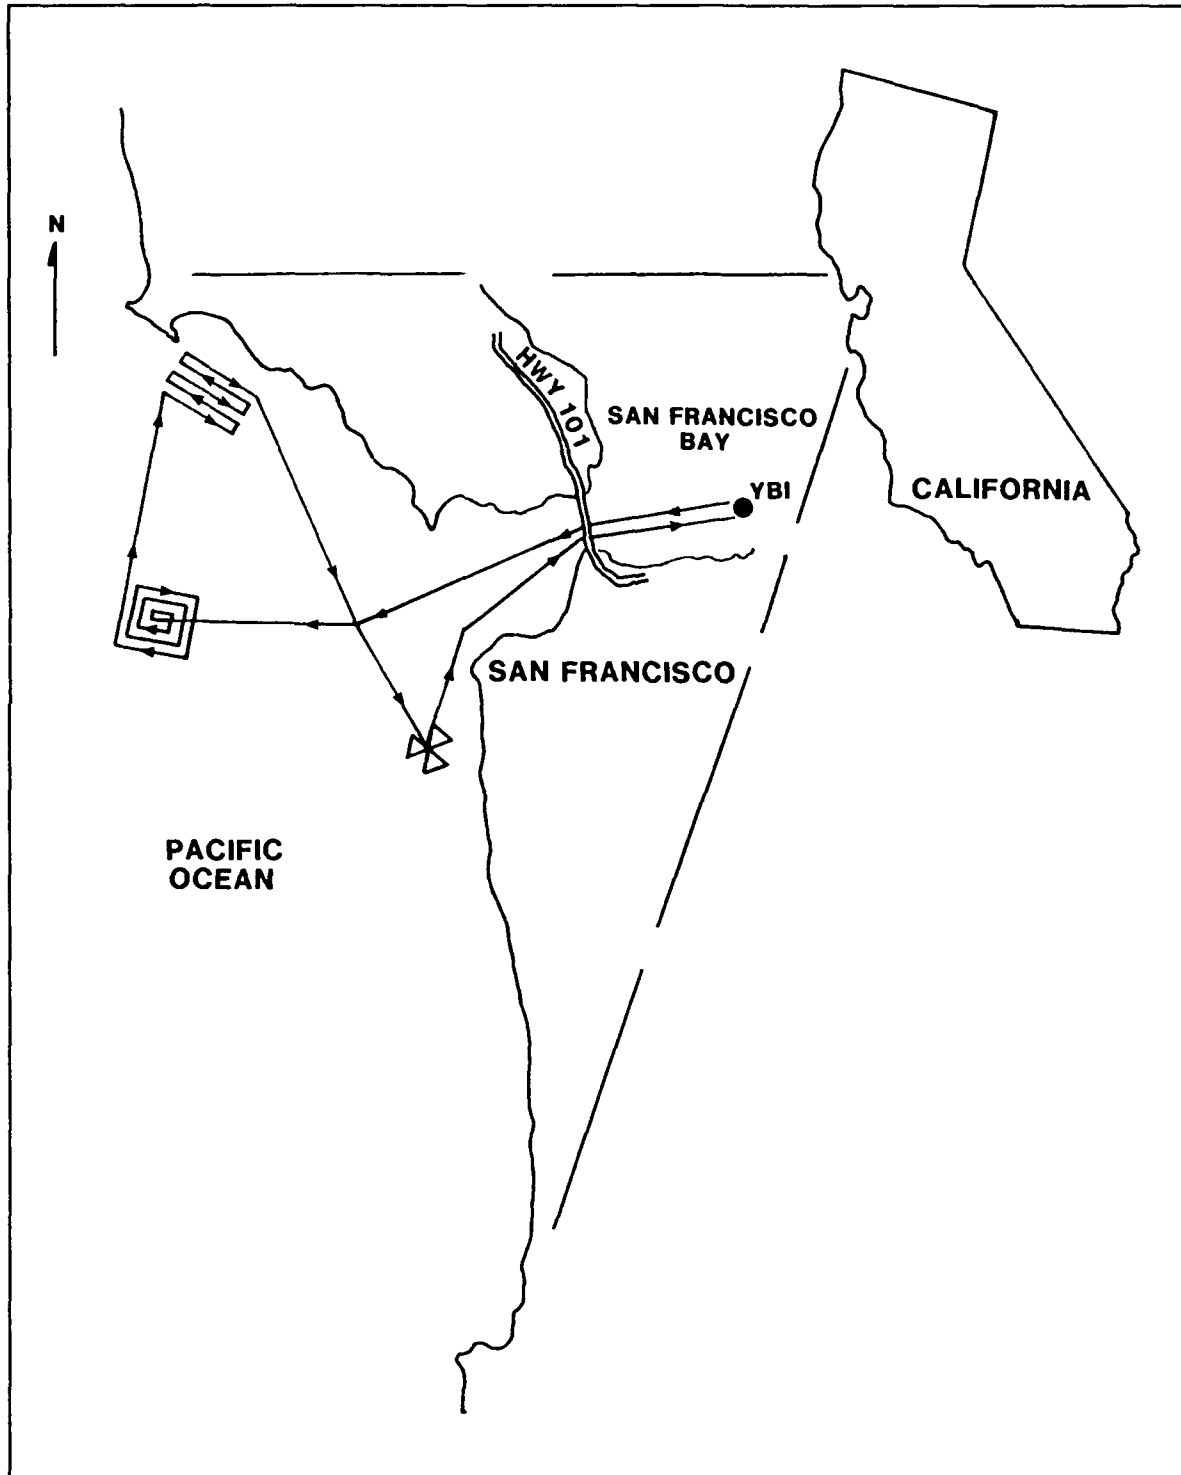 N
HWY 101
SAN FRANCISCO
BAY
YBI
CALIFORNIA
SAN FRANCISCO
PACIFIC
OCEAN